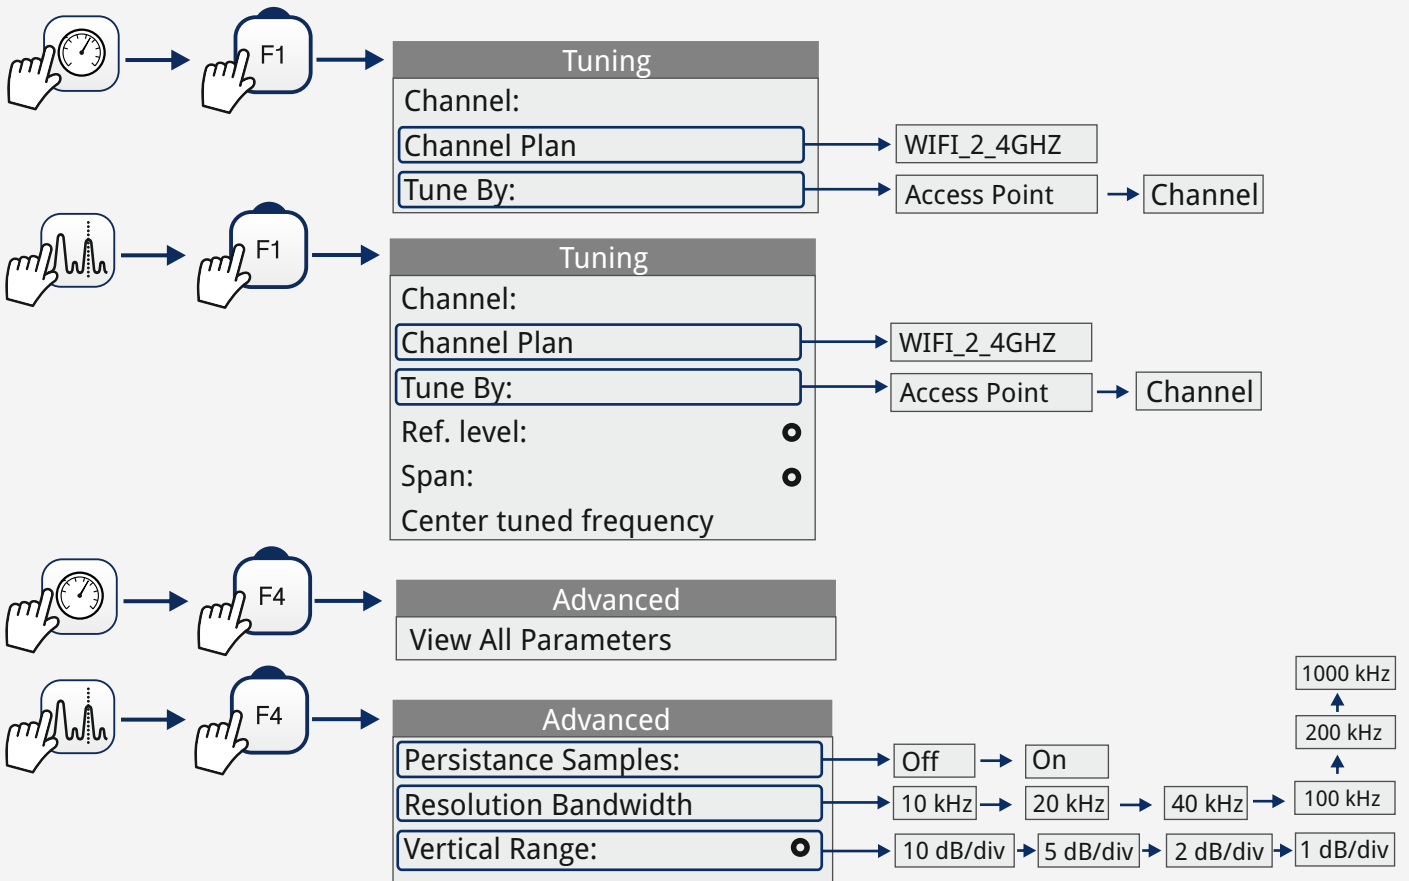 F1
Tuning
Channel:
Channel Plan
WIFI_2_4GHZ
Tune By:
Access Point
Channel
F1
Tuning
Channel:
Channel Plan
WIFI_2_4GHZ
Tune By:
Access Point
Channel
Ref. level:
Span:
Center tuned frequency
F4
Advanced
View All Parameters
F4
Advanced
Persistance Samples:
Off
On
Resolution Bandwidth
10 kHz
20 kHz
40 kHz
100 kHz
200 kHz
1000 kHz
Vertical Range:
10 dB/div
5 dB/div
2 dB/div
1 dB/div